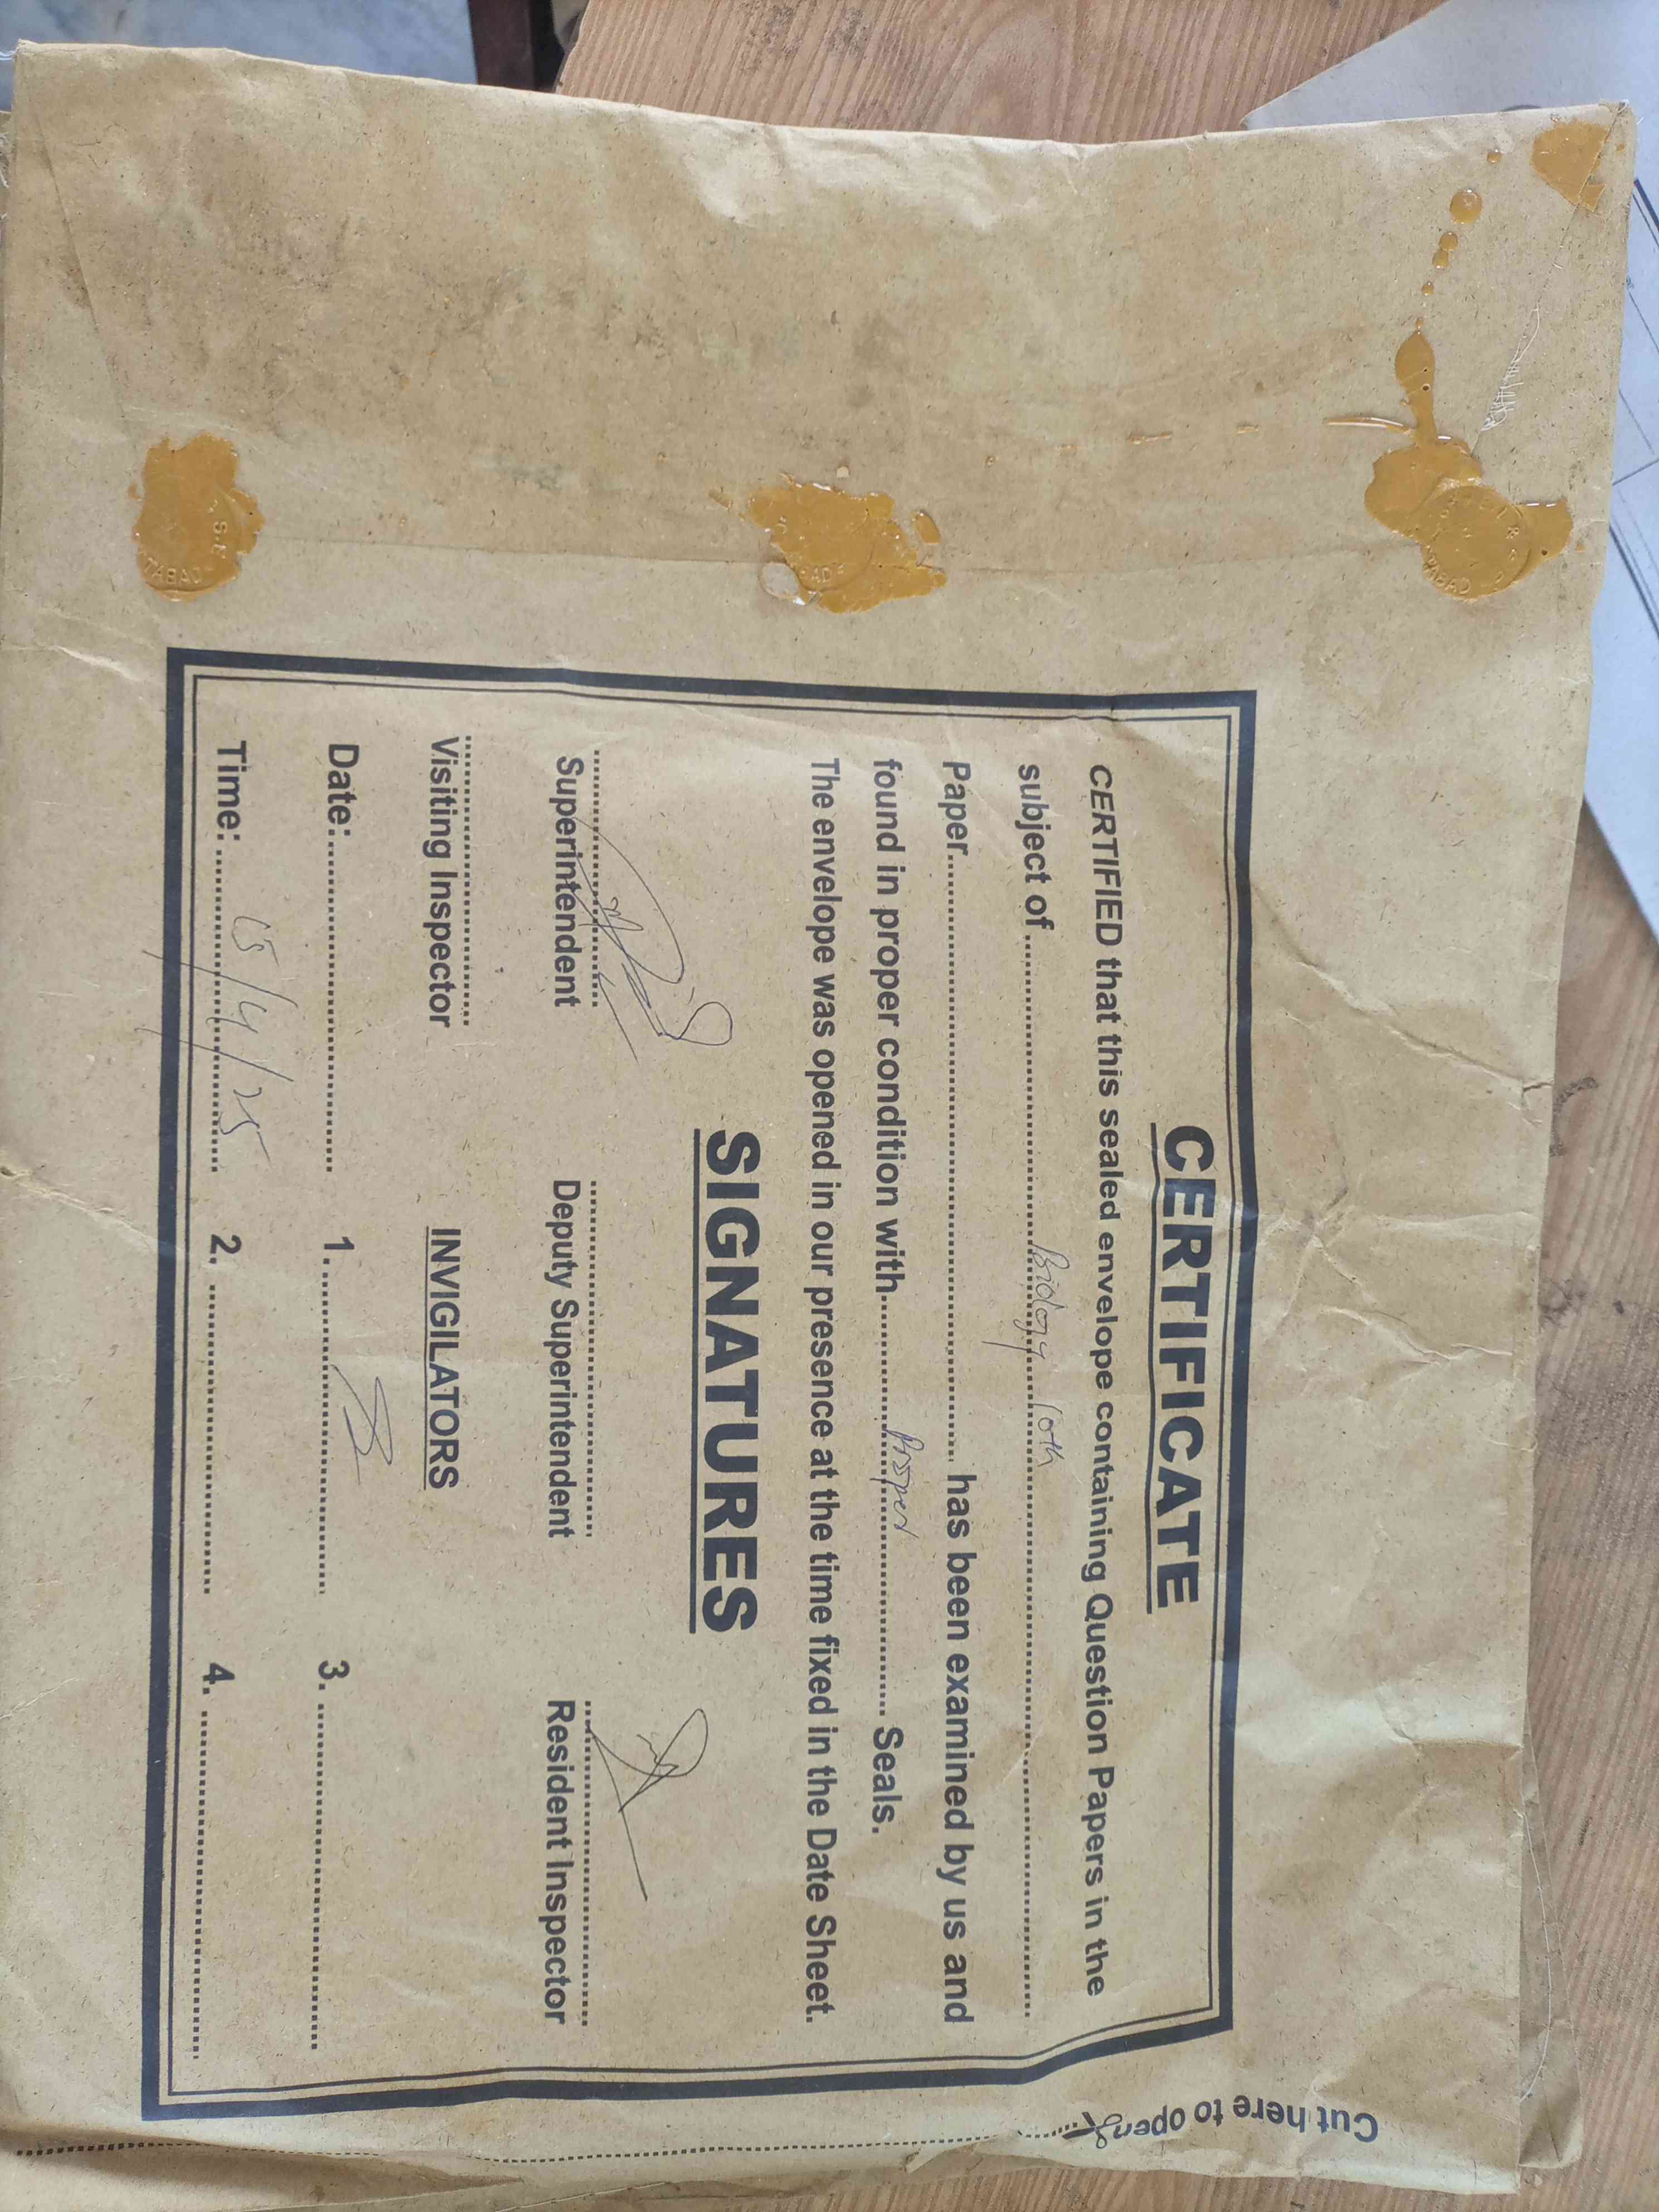 CERTIFICATE
CERTIFIED that this sealed envelope containing Question Papers in the
subject of ........ Biology 10th ........
Paper................ has been examined by us and
found in proper condition with........ Proper ........ Seals.
The envelope was opened in our presence at the time fixed in the Date Sheet.
SIGNATURES
Superintendent Deputy Superintendent Resident Inspector
Visiting Inspector INVIGILATORS
Date:................ 1................. 3.................
Time:........ 15/4/25 ........ 2................. 4.................
Cut here to open